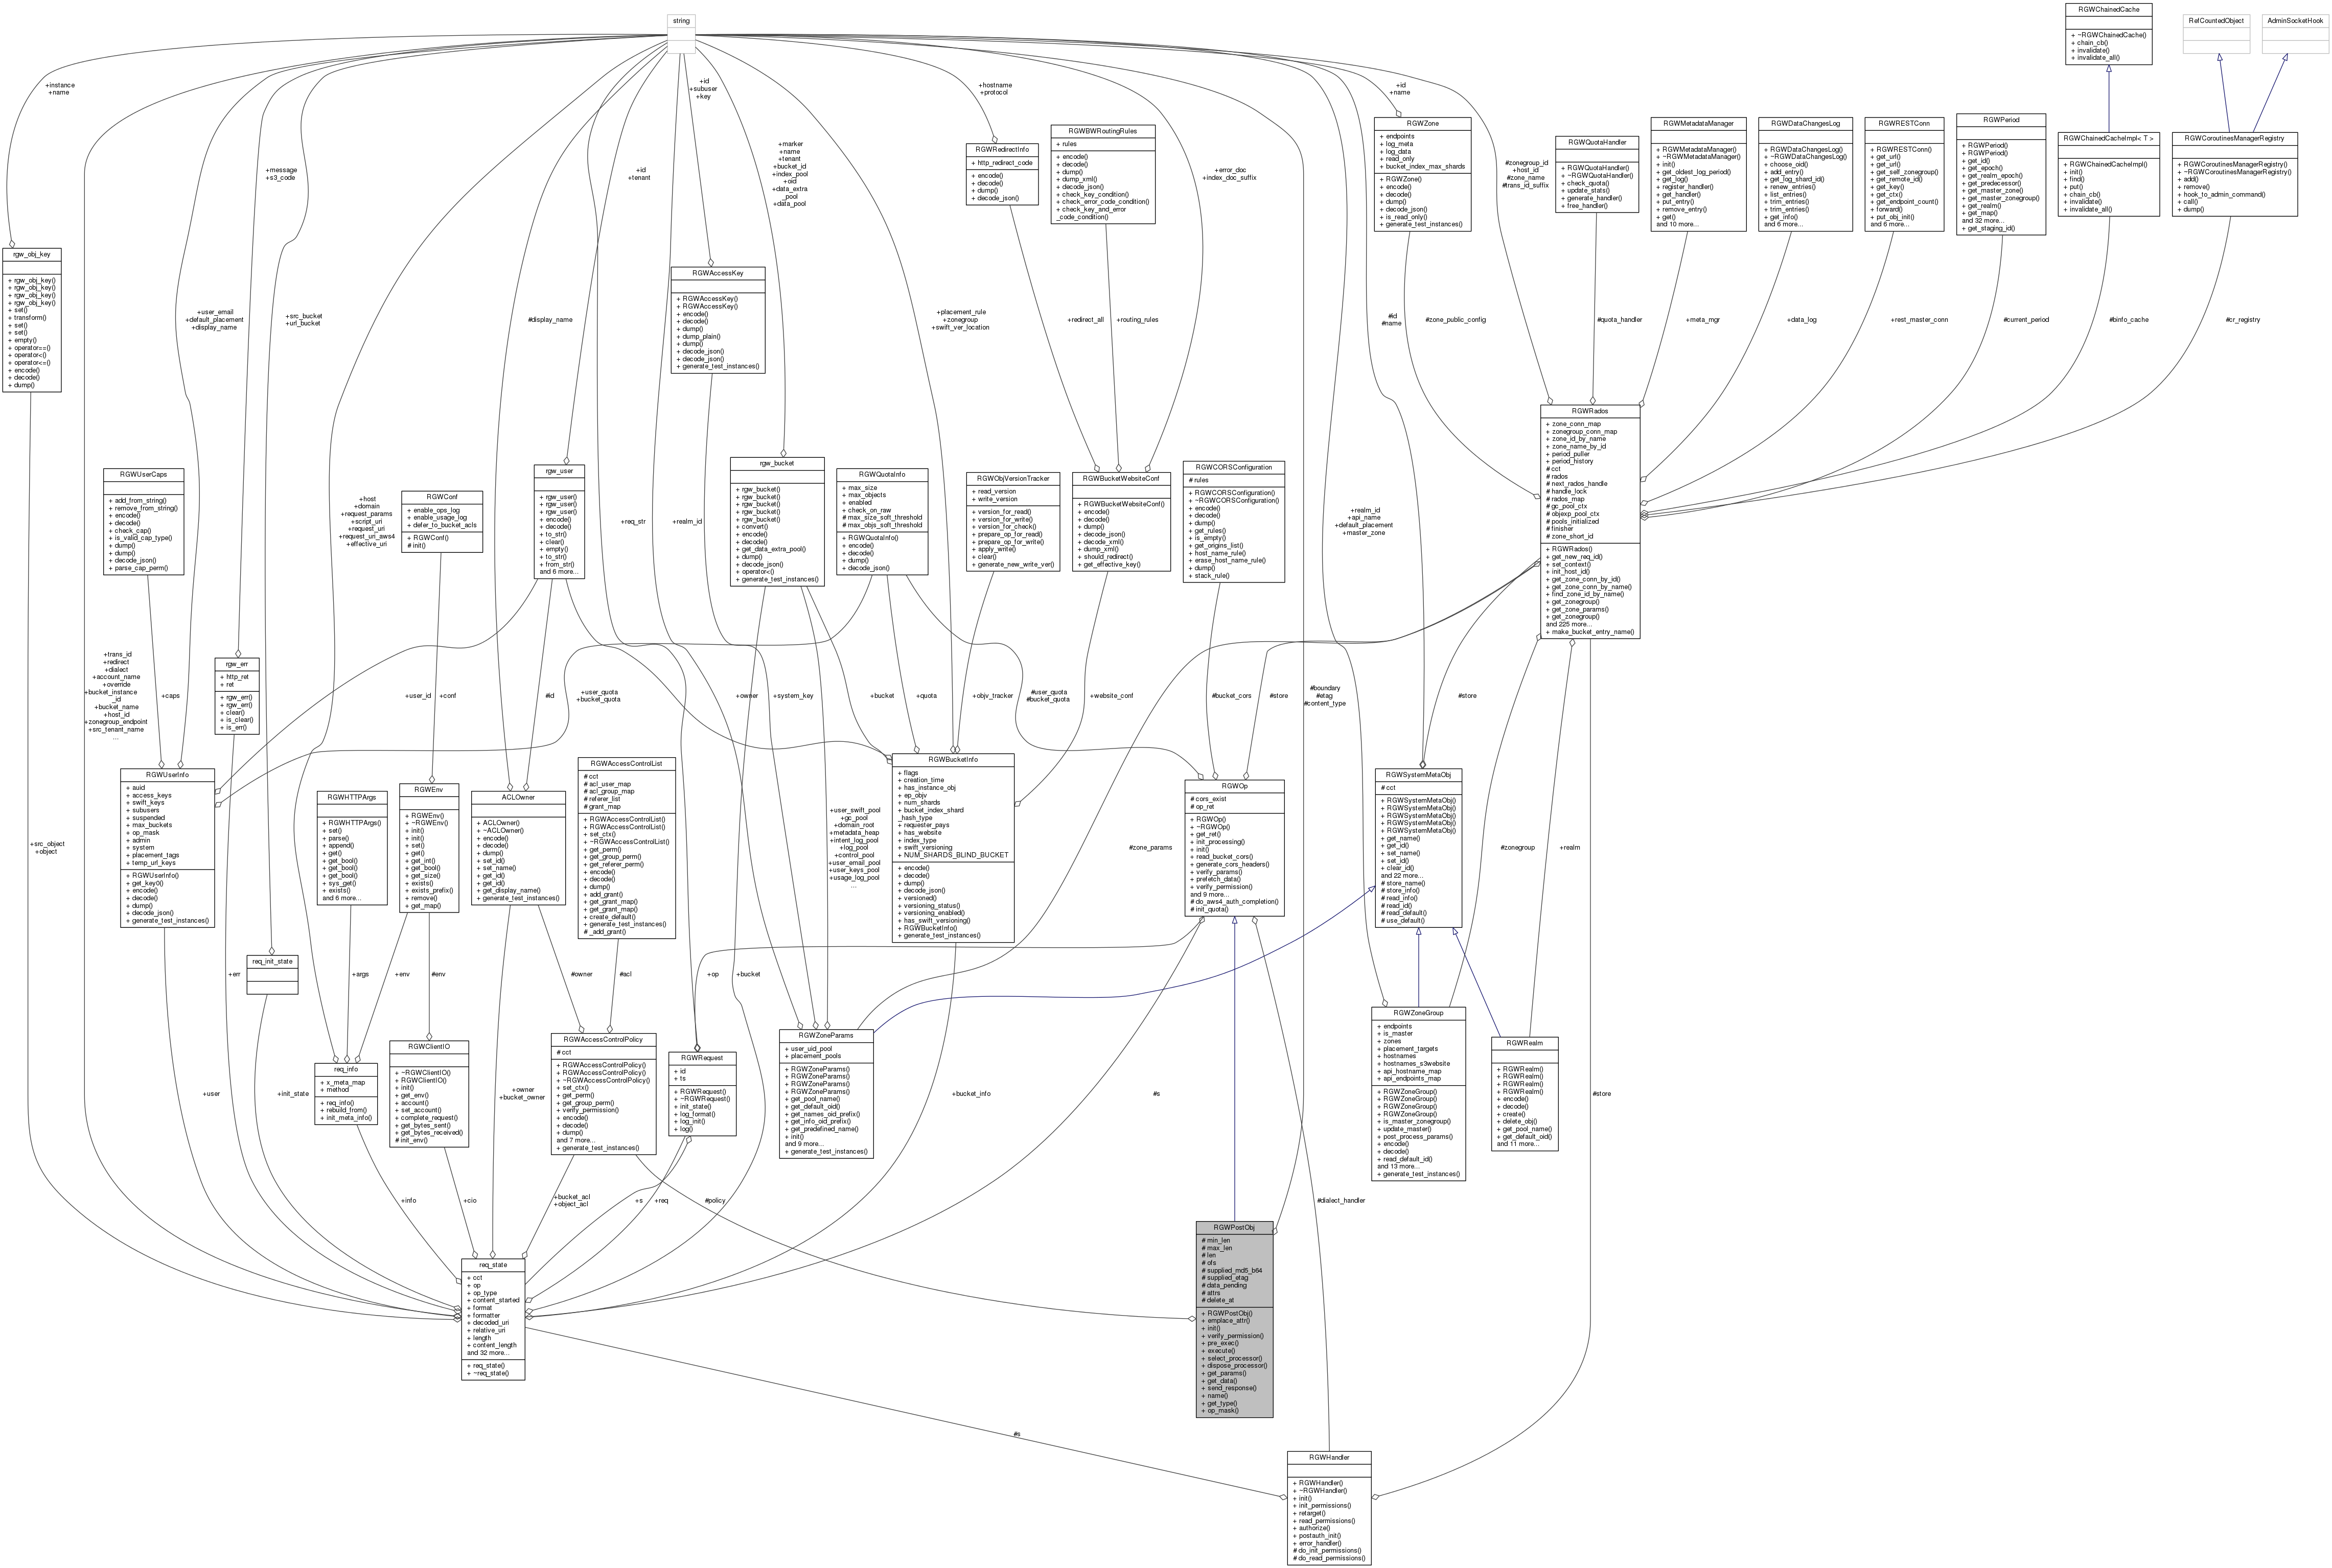 string
RGWChainedCache
+ ~RGWChainedCache()
+ chain_cb()
+ invalidate()
+ invalidate_all()
RefCountedObject
AdminSocketHook
+instance
+name
+message
+s3_code
+id
+tenant
+id
+subuser
+key
+marker
+name
+tenant
+bucket_id
+index_pool
+oid
+data_extra
_pool
+data_pool
+hostname
+protocol
RGWRedirectInfo
+ http_redirect_code
+ encode()
+ decode()
+ dump()
+ decode_json()
RGWBWRoutingRules
+ rules
+ encode()
+ decode()
+ dump()
+ dump_xml()
+ decode_json()
+ check_key_condition()
+ check_error_code_condition()
+ check_key_and_error
_code_condition()
+error_doc
+index_doc_suffix
+id
+name
RGWZone
+ endpoints
+ log_meta
+ log_data
+ read_only
+ bucket_index_max_shards
+ RGWZone()
+ encode()
+ decode()
+ dump()
+ decode_json()
+ is_read_only()
+ generate_test_instances()
#zonegroup_id
+host_id
#zone_name
#trans_id_suffix
RGWQuotaHandler
+ RGWQuotaHandler()
+ ~RGWQuotaHandler()
+ check_quota()
+ update_stats()
+ generate_handler()
+ free_handler()
RGWMetadataManager
+ RGWMetadataManager()
+ ~RGWMetadataManager()
+ init()
+ get_oldest_log_period()
+ get_log()
+ register_handler()
+ get_handler()
+ put_entry()
+ remove_entry()
+ get()
and 10 more...
RGWDataChangesLog
+ RGWDataChangesLog()
+ ~RGWDataChangesLog()
+ choose_oid()
+ add_entry()
+ get_log_shard_id()
+ renew_entries()
+ list_entries()
+ trim_entries()
+ trim_entries()
+ get_info()
and 6 more...
RGWRESTConn
+ RGWRESTConn()
+ get_url()
+ get_url()
+ get_self_zonegroup()
+ get_remote_id()
+ get_key()
+ get_ctx()
+ get_endpoint_count()
+ forward()
+ put_obj_init()
and 6 more...
RGWPeriod
+ RGWPeriod()
+ RGWPeriod()
+ get_id()
+ get_epoch()
+ get_realm_epoch()
+ get_predecessor()
+ get_master_zone()
+ get_master_zonegroup()
+ get_realm()
+ get_map()
and 32 more...
+ get_staging_id()
RGWChainedCacheImpl< T >
+ RGWChainedCacheImpl()
+ init()
+ find()
+ put()
+ chain_cb()
+ invalidate()
+ invalidate_all()
RGWCoroutinesManagerRegistry
+ RGWCoroutinesManagerRegistry()
+ ~RGWCoroutinesManagerRegistry()
+ add()
+ remove()
+ hook_to_admin_command()
+ call()
+ dump()
rgw_obj_key
+ rgw_obj_key()
+ rgw_obj_key()
+ rgw_obj_key()
+ rgw_obj_key()
+ set()
+ transform()
+ set()
+ set()
+ empty()
+ operator==()
+ operator<()
+ operator<=()
+ encode()
+ decode()
+ dump()
+user_email
+default_placement
+display_name
+src_bucket
+url_bucket
#display_name
RGWAccessKey
+ RGWAccessKey()
+ RGWAccessKey()
+ encode()
+ decode()
+ dump()
+ dump_plain()
+ dump()
+ decode_json()
+ decode_json()
+ generate_test_instances()
+placement_rule
+zonegroup
+swift_ver_location
+redirect_all
+routing_rules
#id
#name
#zone_public_config
#quota_handler
+meta_mgr
+data_log
+rest_master_conn
#current_period
#binfo_cache
#cr_registry
RGWRados
+ zone_conn_map
+ zonegroup_conn_map
+ zone_id_by_name
+ zone_name_by_id
+ period_puller
+ period_history
# cct
# rados
# next_rados_handle
# handle_lock
# rados_map
# gc_pool_ctx
# objexp_pool_ctx
# pools_initialized
# finisher
# zone_short_id
+ RGWRados()
+ get_new_req_id()
+ set_context()
+ init_host_id()
+ get_zone_conn_by_id()
+ get_zone_conn_by_name()
+ find_zone_id_by_name()
+ get_zonegroup()
+ get_zone_params()
+ get_zonegroup()
and 225 more...
+ make_bucket_entry_name()
RGWUserCaps
+ add_from_string()
+ remove_from_string()
+ encode()
+ decode()
+ check_cap()
+ is_valid_cap_type()
+ dump()
+ dump()
+ decode_json()
+ parse_cap_perm()
+host
+domain
+request_params
+script_uri
+request_uri
+request_uri_aws4
+effective_uri
RGWConf
+ enable_ops_log
+ enable_usage_log
+ defer_to_bucket_acls
+ RGWConf()
# init()
rgw_user
+ rgw_user()
+ rgw_user()
+ rgw_user()
+ encode()
+ decode()
+ to_str()
+ clear()
+ empty()
+ to_str()
+ from_str()
and 6 more...
+req_str
+realm_id
rgw_bucket
+ rgw_bucket()
+ rgw_bucket()
+ rgw_bucket()
+ rgw_bucket()
+ rgw_bucket()
+ convert()
+ encode()
+ decode()
+ get_data_extra_pool()
+ dump()
+ decode_json()
+ operator<()
+ generate_test_instances()
RGWQuotaInfo
+ max_size
+ max_objects
+ enabled
+ check_on_raw
# max_size_soft_threshold
# max_objs_soft_threshold
+ RGWQuotaInfo()
+ encode()
+ decode()
+ dump()
+ decode_json()
RGWObjVersionTracker
+ read_version
+ write_version
+ version_for_read()
+ version_for_write()
+ version_for_check()
+ prepare_op_for_read()
+ prepare_op_for_write()
+ apply_write()
+ clear()
+ generate_new_write_ver()
RGWBucketWebsiteConf
+ RGWBucketWebsiteConf()
+ encode()
+ decode()
+ dump()
+ decode_json()
+ decode_xml()
+ dump_xml()
+ should_redirect()
+ get_effective_key()
RGWCORSConfiguration
# rules
+ RGWCORSConfiguration()
+ ~RGWCORSConfiguration()
+ encode()
+ decode()
+ dump()
+ get_rules()
+ is_empty()
+ get_origins_list()
+ host_name_rule()
+ erase_host_name_rule()
+ dump()
+ stack_rule()
+realm_id
+api_name
+default_placement
+master_zone
+trans_id
+redirect
+dialect
+account_name
+override
+bucket_instance
_id
+bucket_name
+host_id
+zonegroup_endpoint
+src_tenant_name
...
+caps
rgw_err
+ http_ret
+ ret
+ rgw_err()
+ rgw_err()
+ clear()
+ is_clear()
+ is_err()
+user_id
+conf
#id
+user_quota
+bucket_quota
+owner
+system_key
+bucket
+quota
+objv_tracker
#user_quota
#bucket_quota
+website_conf
#bucket_cors
#store
#boundary
#etag
#content_type
#store
RGWUserInfo
+ auid
+ access_keys
+ swift_keys
+ subusers
+ suspended
+ max_buckets
+ op_mask
+ admin
+ system
+ placement_tags
+ temp_url_keys
+ RGWUserInfo()
+ get_key0()
+ encode()
+ decode()
+ dump()
+ decode_json()
+ generate_test_instances()
RGWHTTPArgs
+ RGWHTTPArgs()
+ set()
+ parse()
+ append()
+ get()
+ get_bool()
+ get_bool()
+ get_bool()
+ sys_get()
+ exists()
and 6 more...
RGWEnv
+ RGWEnv()
+ ~RGWEnv()
+ init()
+ init()
+ set()
+ get()
+ get_int()
+ get_bool()
+ get_size()
+ exists()
+ exists_prefix()
+ remove()
+ get_map()
ACLOwner
+ ACLOwner()
+ ~ACLOwner()
+ encode()
+ decode()
+ dump()
+ set_id()
+ set_name()
+ get_id()
+ get_id()
+ get_display_name()
+ generate_test_instances()
RGWAccessControlList
# cct
# acl_user_map
# acl_group_map
# referer_list
# grant_map
+ RGWAccessControlList()
+ RGWAccessControlList()
+ set_ctx()
+ ~RGWAccessControlList()
+ get_perm()
+ get_group_perm()
+ get_referer_perm()
+ encode()
+ decode()
+ dump()
+ add_grant()
+ get_grant_map()
+ get_grant_map()
+ create_default()
+ generate_test_instances()
# _add_grant()
+user_swift_pool
+gc_pool
+domain_root
+metadata_heap
+intent_log_pool
+log_pool
+control_pool
+user_email_pool
+user_keys_pool
+usage_log_pool
...
RGWBucketInfo
+ flags
+ creation_time
+ has_instance_obj
+ ep_objv
+ num_shards
+ bucket_index_shard
_hash_type
+ requester_pays
+ has_website
+ index_type
+ swift_versioning
+ NUM_SHARDS_BLIND_BUCKET
+ encode()
+ decode()
+ dump()
+ decode_json()
+ versioned()
+ versioning_status()
+ versioning_enabled()
+ has_swift_versioning()
+ RGWBucketInfo()
+ generate_test_instances()
#zone_params
RGWOp
# cors_exist
# op_ret
+ RGWOp()
+ ~RGWOp()
+ get_ret()
+ init_processing()
+ init()
+ read_bucket_cors()
+ generate_cors_headers()
+ verify_params()
+ prefetch_data()
+ verify_permission()
and 9 more...
# do_aws4_auth_completion()
# init_quota()
RGWSystemMetaObj
# cct
+ RGWSystemMetaObj()
+ RGWSystemMetaObj()
+ RGWSystemMetaObj()
+ RGWSystemMetaObj()
+ RGWSystemMetaObj()
+ get_name()
+ get_id()
+ set_name()
+ set_id()
+ clear_id()
and 22 more...
# store_name()
# store_info()
# read_info()
# read_id()
# read_default()
# use_default()
#zonegroup
+realm
+src_object
+object
+err
req_init_state
+args
+env
#env
#owner
#acl
+op
+bucket
req_info
+ x_meta_map
+ method
+ req_info()
+ rebuild_from()
+ init_meta_info()
RGWClientIO
+ ~RGWClientIO()
+ RGWClientIO()
+ init()
+ get_env()
+ account()
+ set_account()
+ complete_request()
+ get_bytes_sent()
+ get_bytes_received()
# init_env()
RGWAccessControlPolicy
# cct
+ RGWAccessControlPolicy()
+ RGWAccessControlPolicy()
+ ~RGWAccessControlPolicy()
+ set_ctx()
+ get_perm()
+ get_group_perm()
+ verify_permission()
+ encode()
+ decode()
+ dump()
and 7 more...
+ generate_test_instances()
RGWRequest
+ id
+ ts
+ RGWRequest()
+ ~RGWRequest()
+ init_state()
+ log_format()
+ log_init()
+ log()
RGWZoneParams
+ user_uid_pool
+ placement_pools
+ RGWZoneParams()
+ RGWZoneParams()
+ RGWZoneParams()
+ RGWZoneParams()
+ get_pool_name()
+ get_default_oid()
+ get_names_oid_prefix()
+ get_info_oid_prefix()
+ get_predefined_name()
+ init()
and 9 more...
+ generate_test_instances()
RGWZoneGroup
+ endpoints
+ is_master
+ zones
+ placement_targets
+ hostnames
+ hostnames_s3website
+ api_hostname_map
+ api_endpoints_map
+ RGWZoneGroup()
+ RGWZoneGroup()
+ RGWZoneGroup()
+ RGWZoneGroup()
+ is_master_zonegroup()
+ update_master()
+ post_process_params()
+ encode()
+ decode()
+ read_default_id()
and 13 more...
+ generate_test_instances()
RGWRealm
+ RGWRealm()
+ RGWRealm()
+ RGWRealm()
+ RGWRealm()
+ encode()
+ decode()
+ create()
+ delete_obj()
+ get_pool_name()
+ get_default_oid()
and 11 more...
+user
+init_state
+owner
+bucket_owner
+bucket_info
#s
#store
+info
+cio
+bucket_acl
+object_acl
+s
+req
#policy
#dialect_handler
req_state
+ cct
+ op
+ op_type
+ content_started
+ format
+ formatter
+ decoded_uri
+ relative_uri
+ length
+ content_length
and 32 more...
+ req_state()
+ ~req_state()
RGWPostObj
# min_len
# max_len
# len
# ofs
# supplied_md5_b64
# supplied_etag
# data_pending
# attrs
# delete_at
+ RGWPostObj()
+ emplace_attr()
+ init()
+ verify_permission()
+ pre_exec()
+ execute()
+ select_processor()
+ dispose_processor()
+ get_params()
+ get_data()
+ send_response()
+ name()
+ get_type()
+ op_mask()
#s
RGWHandler
+ RGWHandler()
+ ~RGWHandler()
+ init()
+ init_permissions()
+ retarget()
+ read_permissions()
+ authorize()
+ postauth_init()
+ error_handler()
# do_init_permissions()
# do_read_permissions()